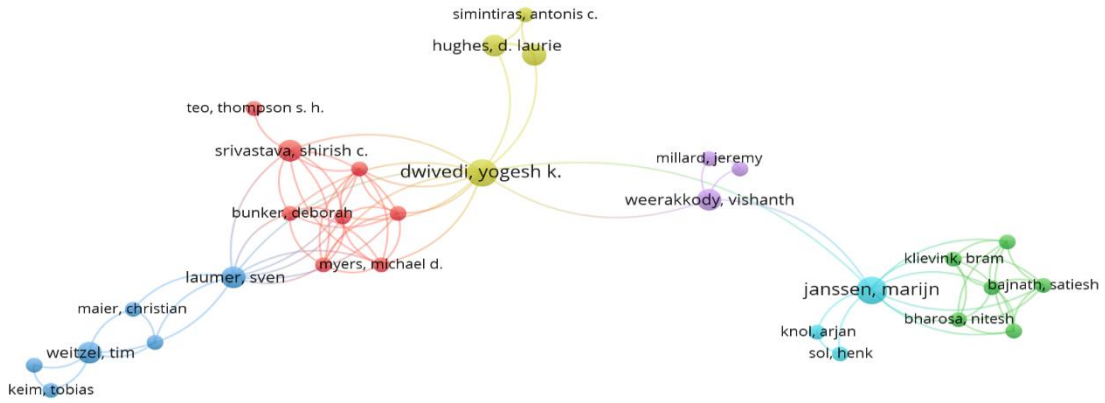 simintiras, antonis c.
hughes, d. laurie
teo, thompson s. h.
srivastava, shirish c.
dwivedi, yogesh k.
millard, jeremy
weerakkody, vishanth
bunker, deborah
myers, michael d.
laumer, sven
klievink, bram
bajnath, satiesh
janssen, marijn
maier, christian
bharosa, nitesh
knol, arjan
weitzel, tim
sol, henk
keim, tobias